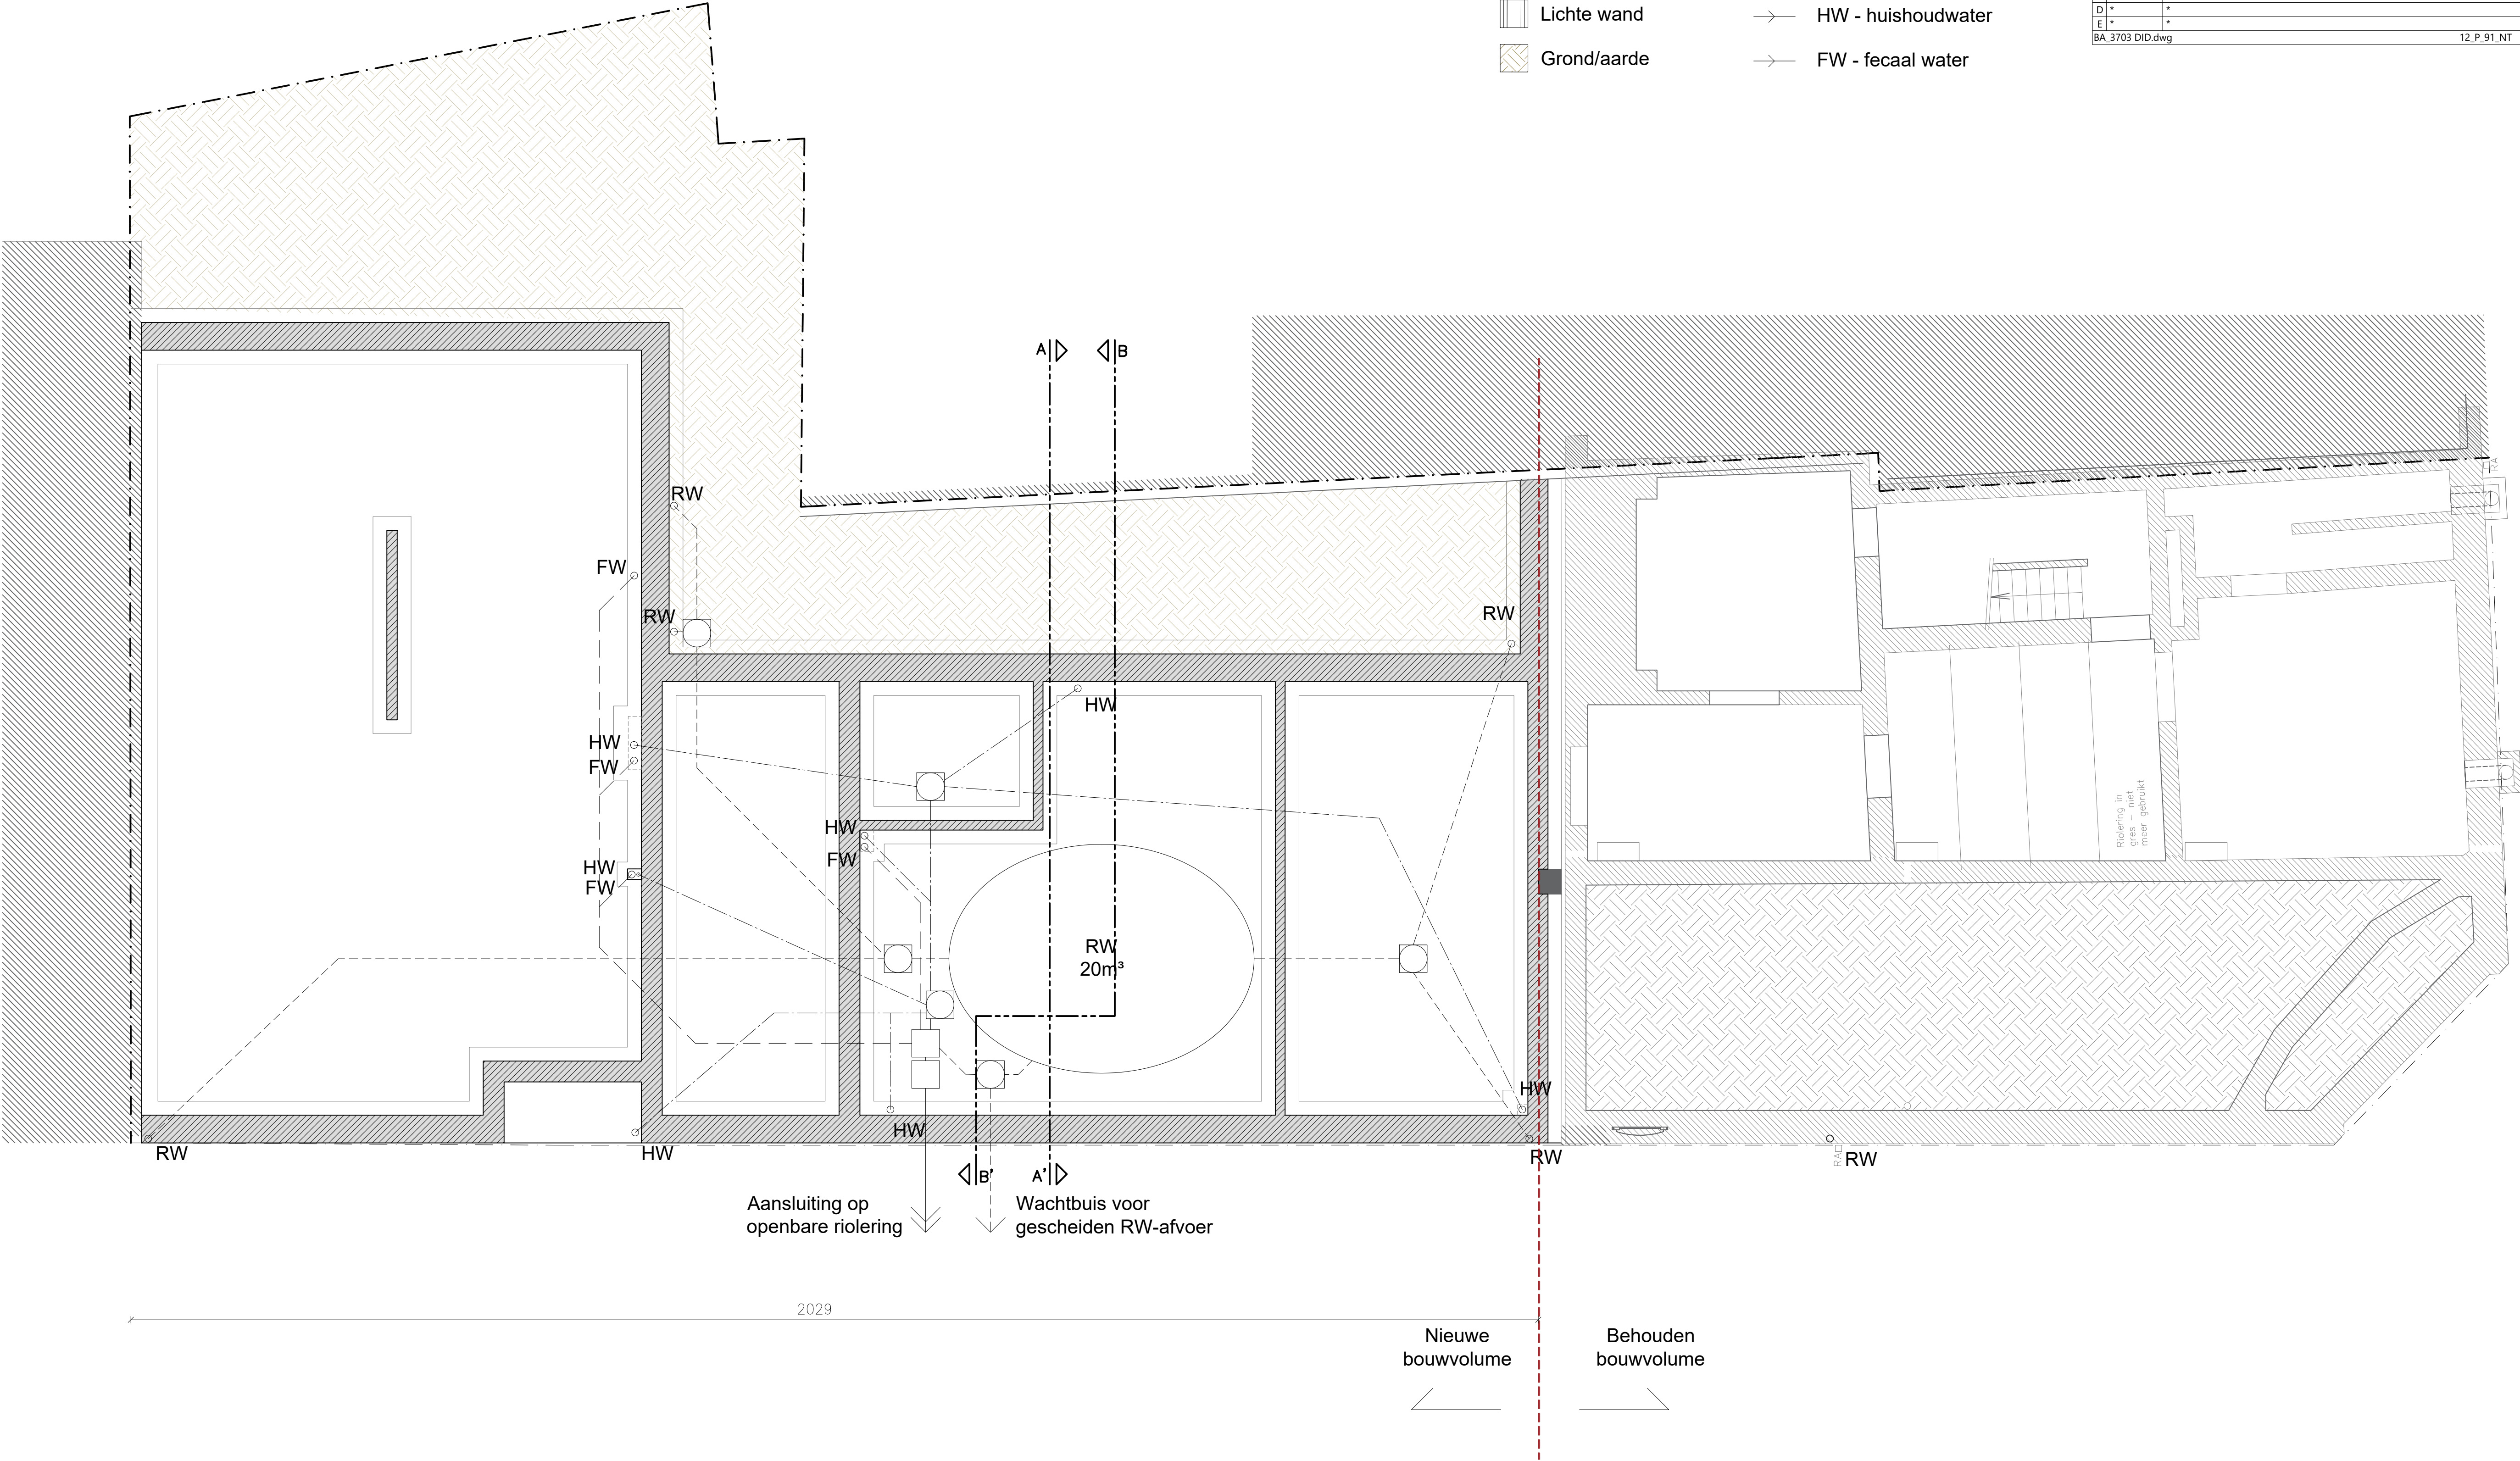 Lichte wand
HW - huishoudwater
D * *
E * *
BA_3703 DID.dwg 12_P_91_NT
Grond/aarde
FW - fecaal water
A
B
RA
RW
FW
RW
RW
HW
HW
FW
Riolering in
gres – niet
meer gebruikt
HW
FW
HW
FW
RW
20m³
HW
HW
RW
HW
RW
RA
RW
B'
A'
Aansluiting op
openbare riolering
Wachtbuis voor
gescheiden RW-afvoer
2029
Nieuwe
bouwvolume
Behouden
bouwvolume